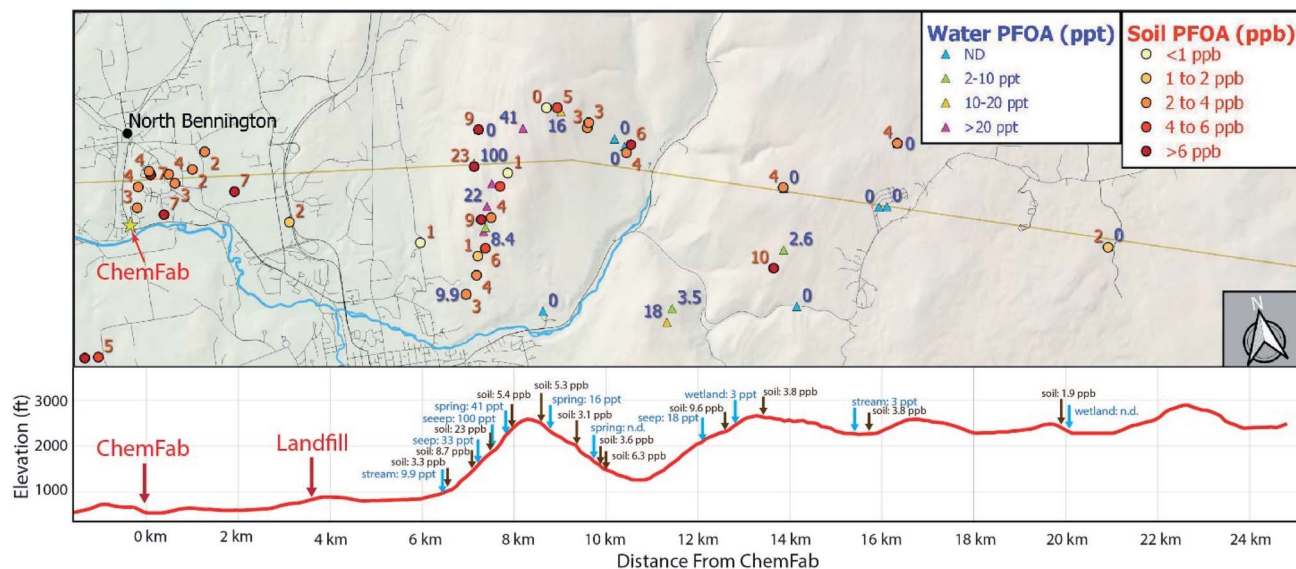 Water PFOA (ppt)
ND
2-10 ppt
10-20 ppt
>20 ppt
Soil PFOA (ppb)
<1 ppb
1 to 2 ppb
2 to 4 ppb
4 to 6 ppb
>6 ppb
North Bennington
ChemFab
4
4
2
4
7
2
3
3
7
7
2
1
5
9
0
41
0
5
16
3
3
0
6
0
4
23
100
1
22
9
4
8.4
1
6
4
9.9
3
0
18
3.5
4
0
2.6
10
0
4
0
0
0
2
0
N
Elevation (ft)
3000
2000
1000
ChemFab
Landfill
stream: 9.9 ppt
soil: 3.3 ppb
soil: 8.7 ppb
seep: 33 ppt
soil: 23 ppb
seeep: 100 ppt
spring: 41 ppt
soil: 5.4 ppb
soil: 5.3 ppb
spring: 16 ppt
soil: 3.1 ppb
spring: n.d.
soil: 3.6 ppb
soil: 6.3 ppb
seep: 18 ppt
soil: 9.6 ppb
wetland: 3 ppt
soil: 3.8 ppb
stream: 3 ppt
soil: 3.8 ppb
soil: 1.9 ppb
wetland: n.d.
0 km
2 km
4 km
6 km
8 km
10 km
12 km
14 km
16 km
18 km
20 km
22 km
24 km
Distance From ChemFab